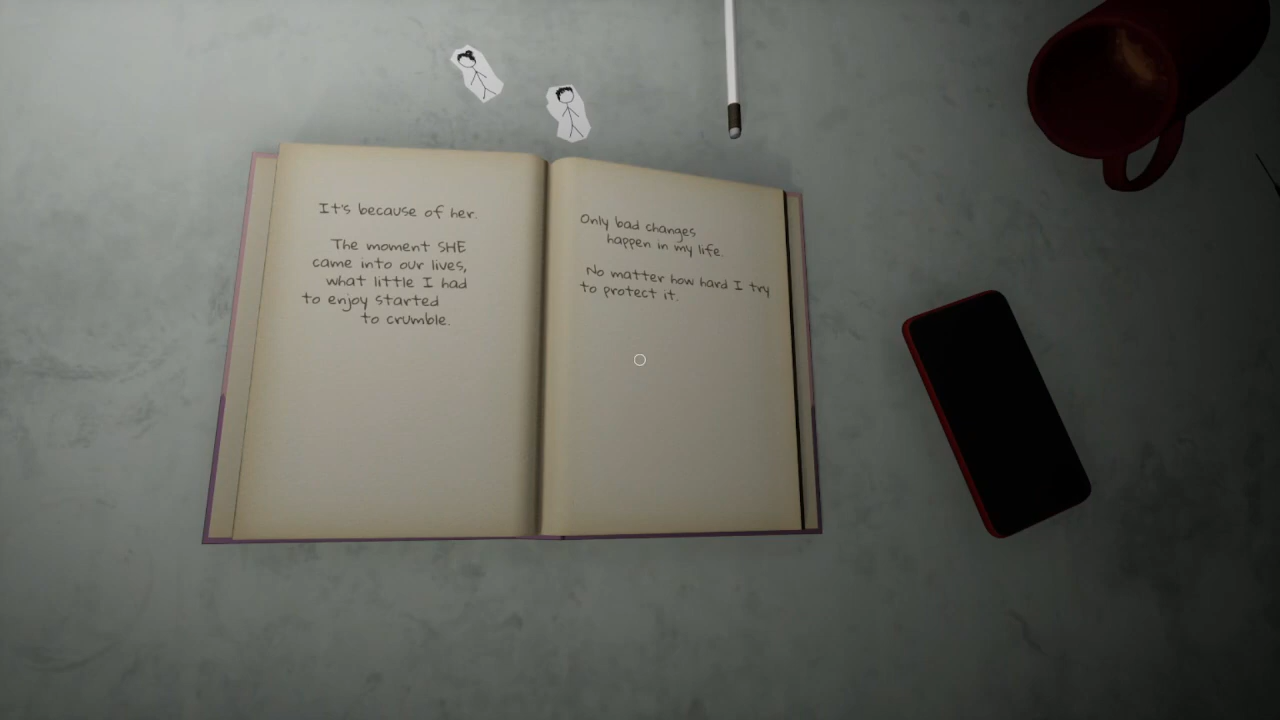 It's because of her.
The moment SHE
came into our lives,
what little I had
to enjoy started
to crumble.
Only bad changes
happen in my life.
No matter how hard I try
to protect it.